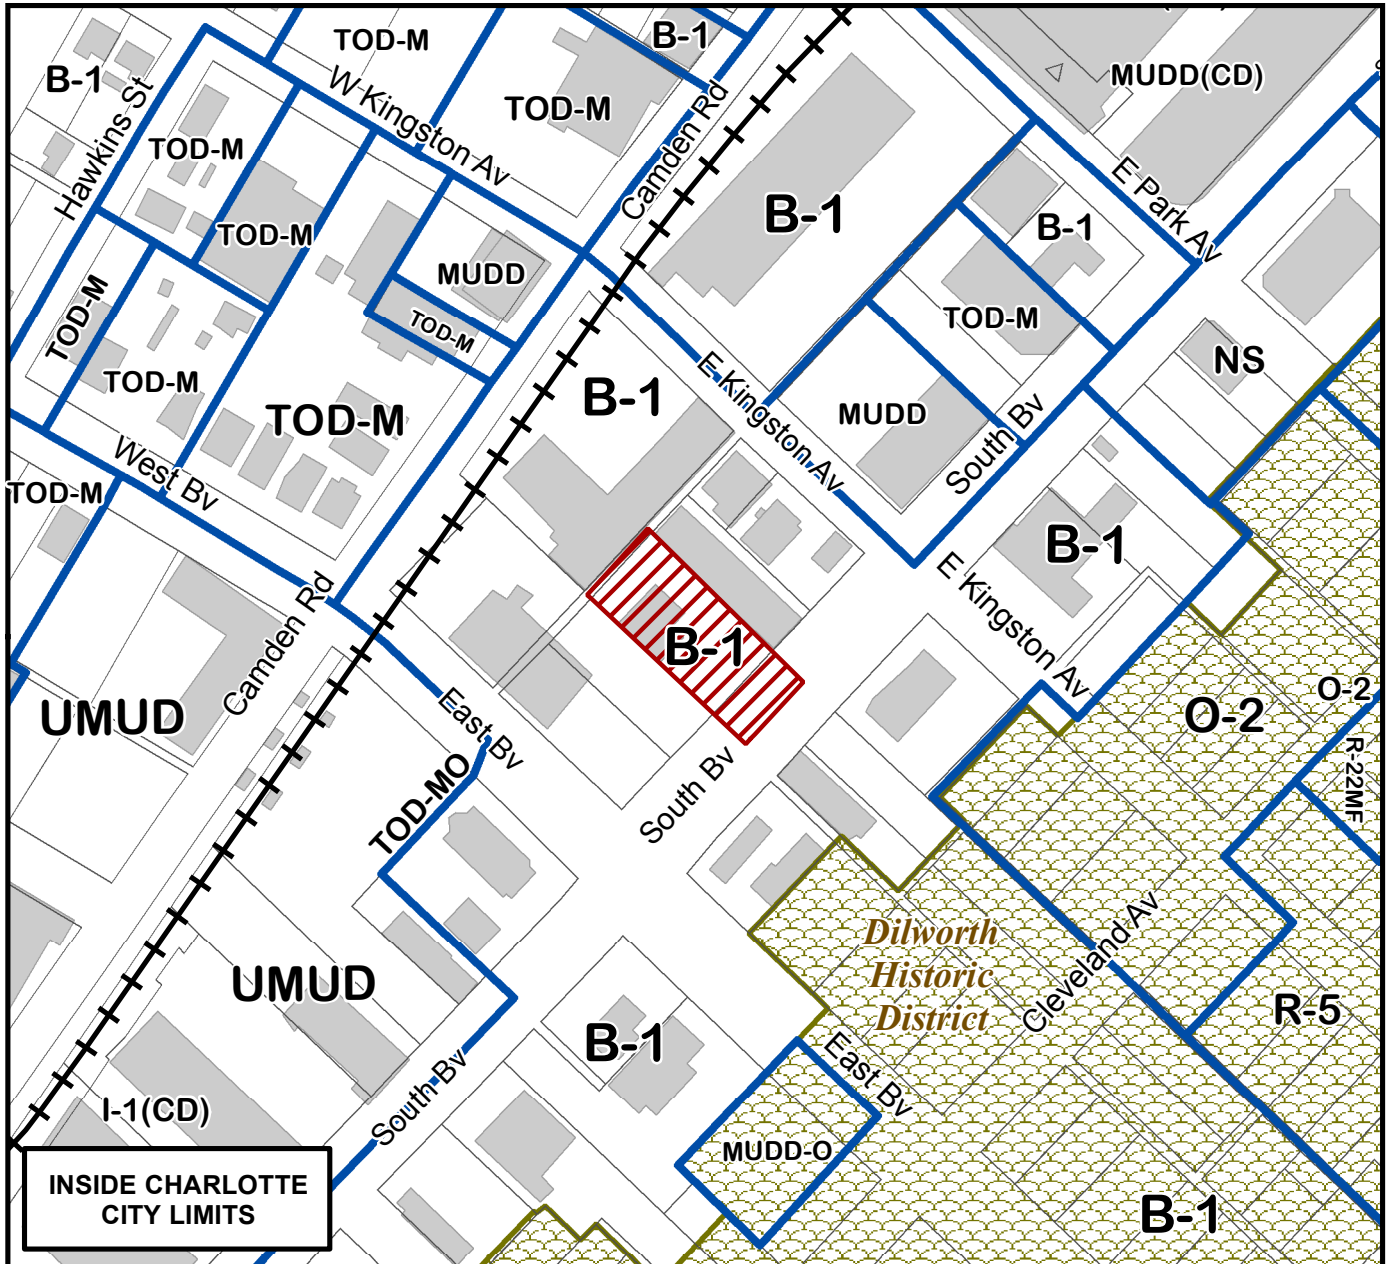 TOD-M
B-1
B-1
MUDD(CD)
Hawkins St
W Kingston Av
TOD-M
Camden Rd
TOD-M
E Park Av
B-1
B-1
TOD-M
MUDD
TOD-M
TOD-M
TOD-M
NS
TOD-M
E Kingston Av
B-1
MUDD
TOD-M
South Bv
West Bv
TOD-M
B-1
E Kingston Av
Camden Rd
B-1
O-2
UMUD
O-2
East Bv
R-22MF
TOD-MO
South Bv
Dilworth
Historic
District
Cleveland Av
UMUD
R-5
B-1
East Bv
South Bv
I-1(CD)
MUDD-O
INSIDE CHARLOTTE
CITY LIMITS
B-1